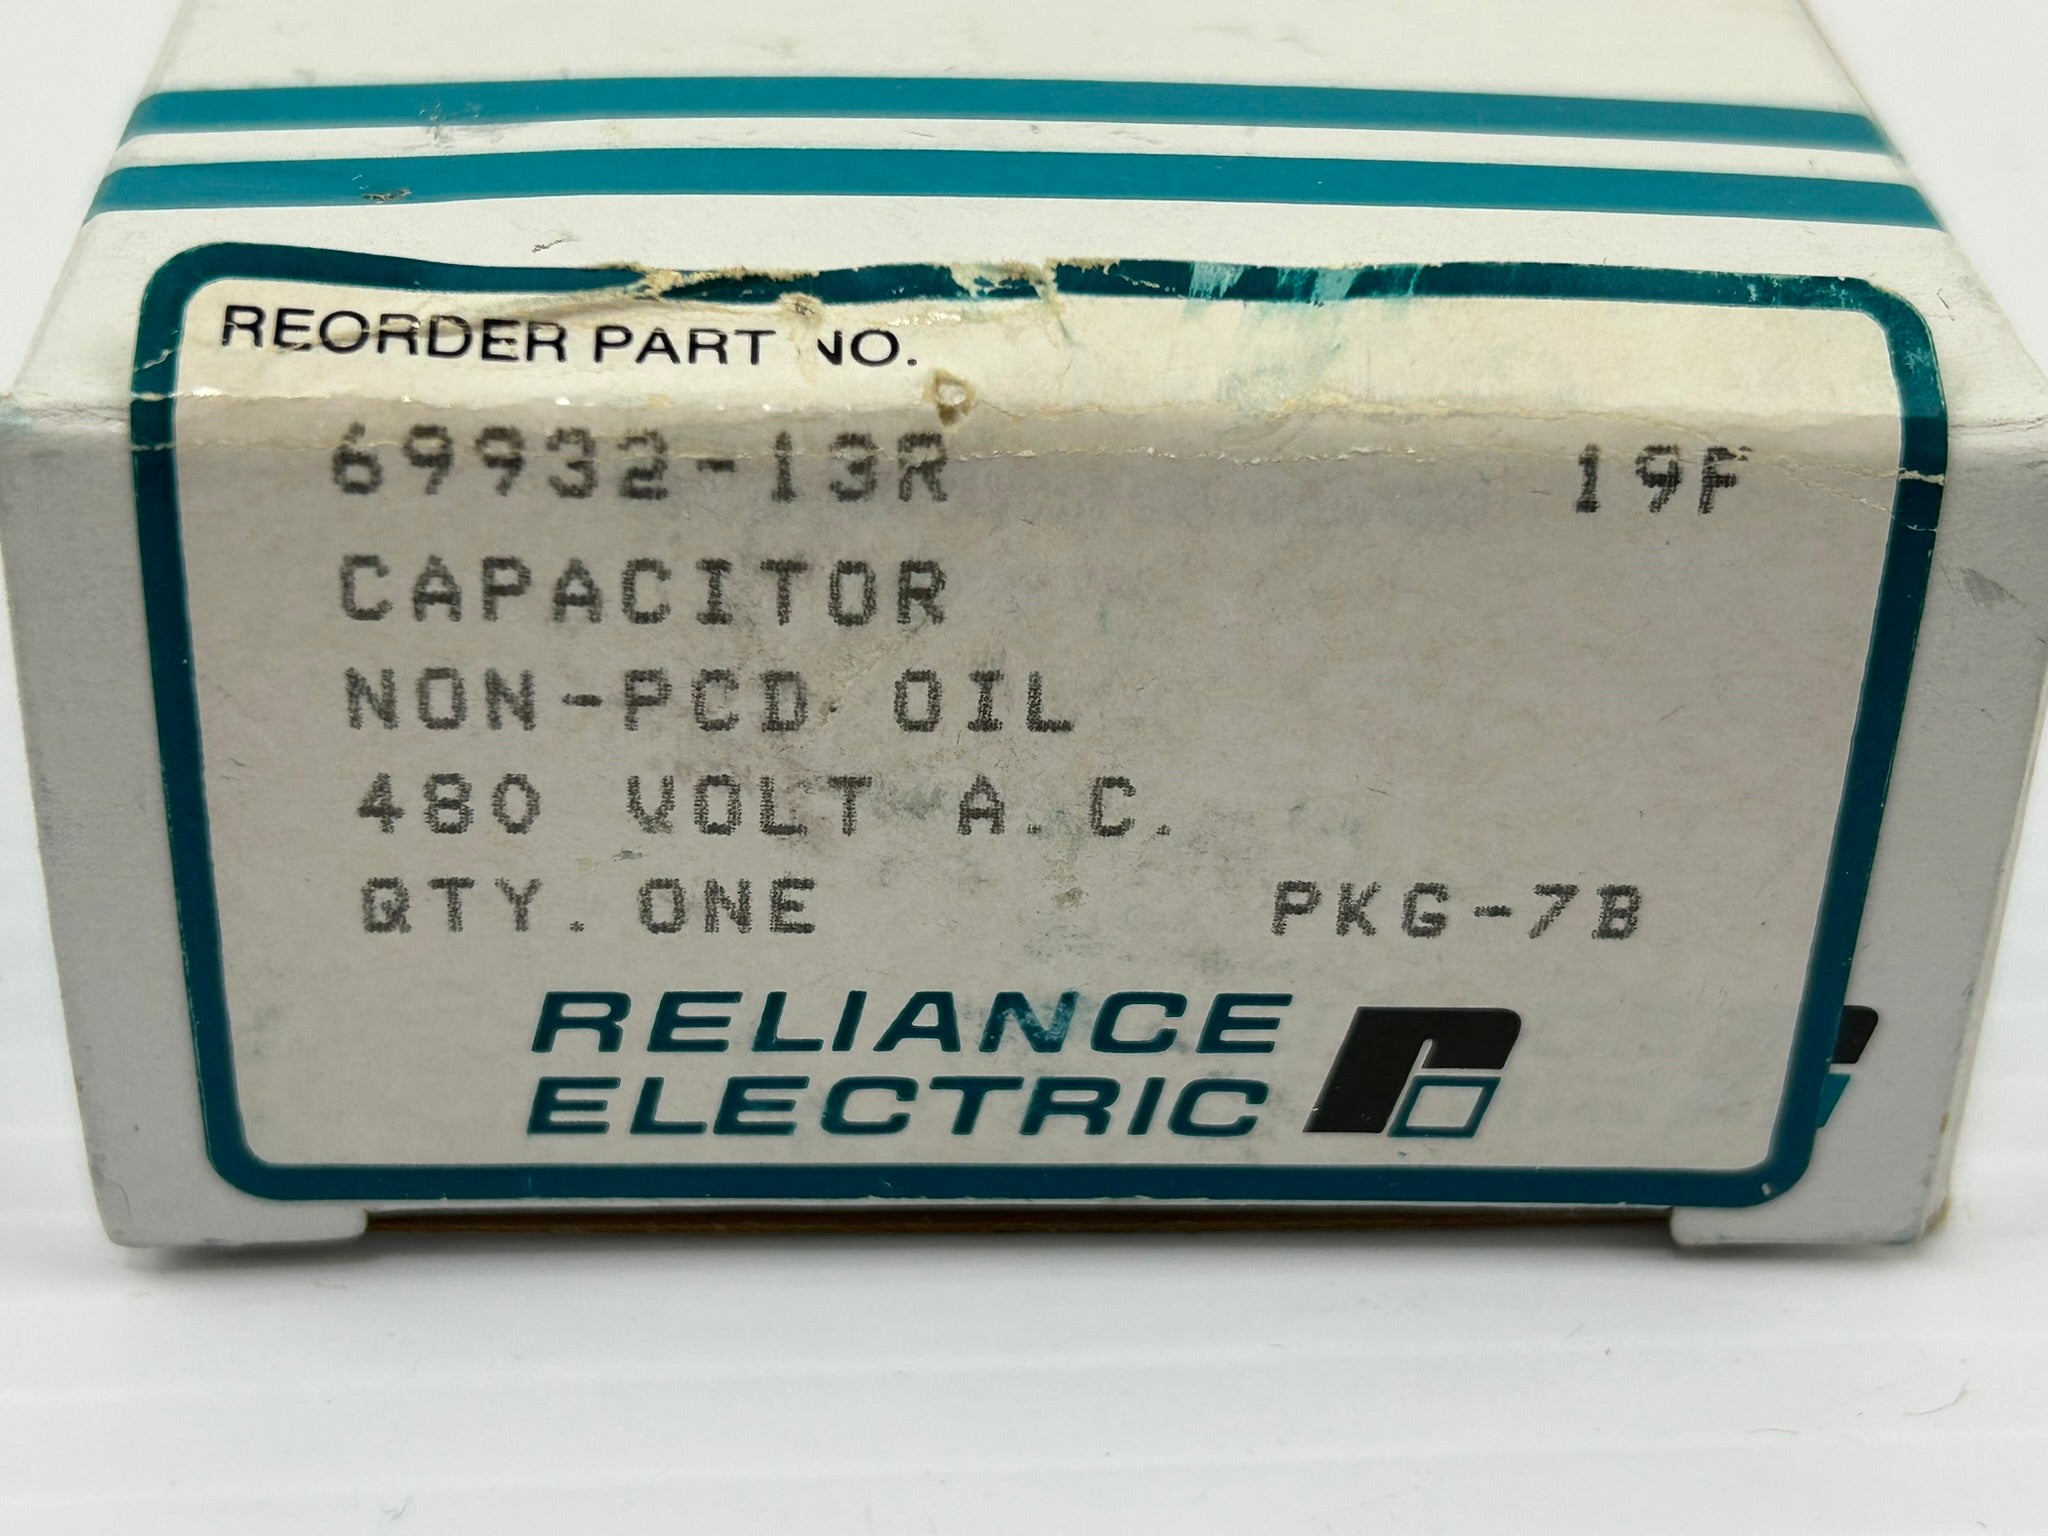 REORDER PART NO.
69932-13R 19F
CAPACITOR
NON-PCD OIL
480 VOLT A.C.
QTY. ONE PKG-7B
RELIANCE
ELECTRIC